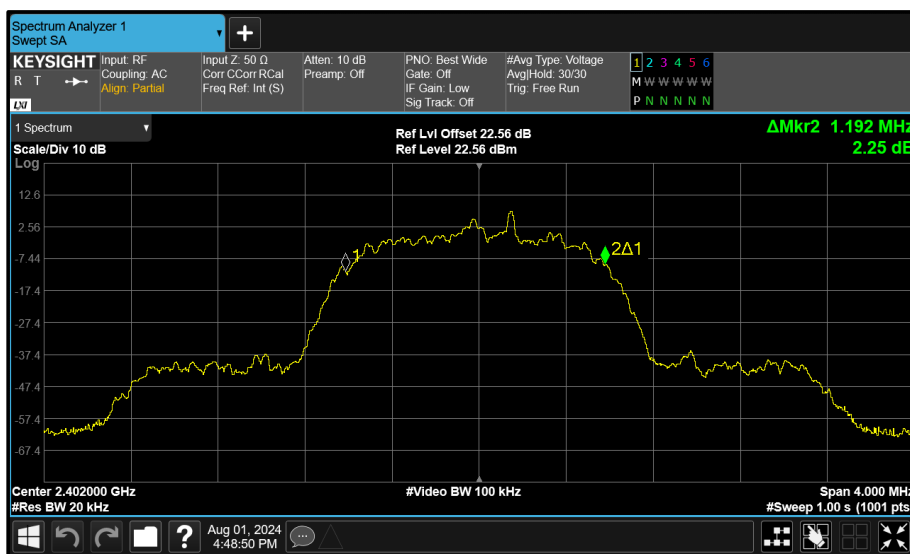 Spectrum Analyzer 1
Swept SA
+
KEYSIGHT
R T
LXI
Input: RF
Coupling: AC
Align: Partial
Input Z: 50 Ω
Corr CCorr RCal
Freq Ref: Int (S)
Atten: 10 dB
Preamp: Off
PNO: Best Wide
Gate: Off
IF Gain: Low
Sig Track: Off
#Avg Type: Voltage
Avg|Hold: 30/30
Trig: Free Run
1 2 3 4 5 6
M W W W W W
P N N N N N
1 Spectrum
Scale/Div 10 dB
Ref Lvl Offset 22.56 dB
Ref Level 22.56 dBm
ΔMkr2 1.192 MHz
2.25 dB
Log
12.6
2.56
-7.44
-17.4
-27.4
-37.4
-47.4
-57.4
-67.4
1
2Δ1
Center 2.402000 GHz
#Res BW 20 kHz
#Video BW 100 kHz
Span 4.000 MHz
#Sweep 1.00 s (1001 pts
?
Aug 01, 2024
4:48:50 PM